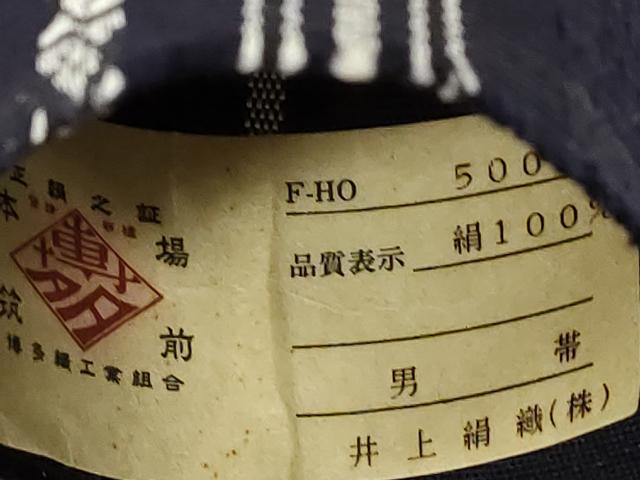 正絹之証
本場
筑前
博多
博多織工業組合
F-HO 500
品質表示 絹100%
男帯
井上絹織(株)